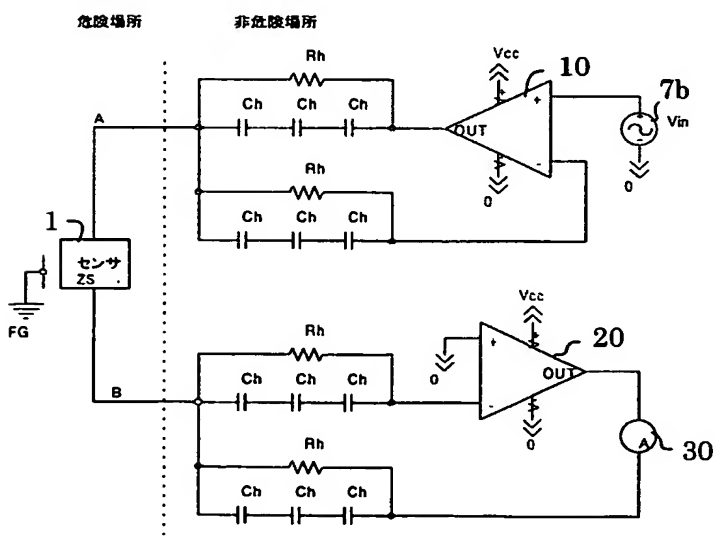 危険場所
非危険場所
Rh
Ch Ch Ch
Vcc
10
+
OUT
-
0
7b
+
-
Vin
0
A
Rh
Ch Ch Ch
1
センサ
ZS
FG
B
Rh
Ch Ch Ch
Vcc
+
20
0
OUT
-
0
A
30
Rh
Ch Ch Ch